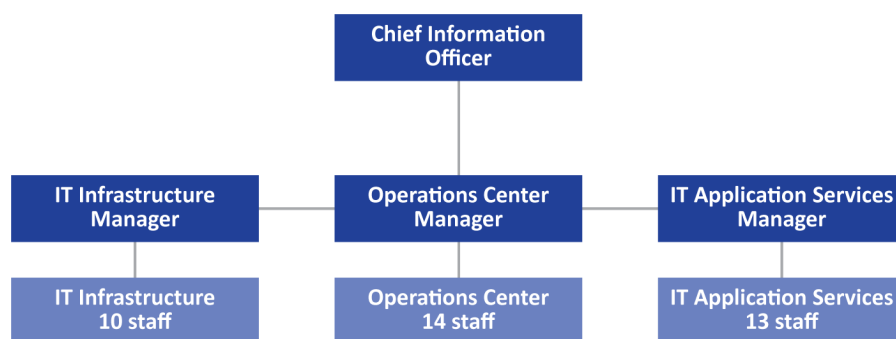 Chief Information
Officer
IT Infrastructure
Manager
Operations Center
Manager
IT Application Services
Manager
IT Infrastructure
10 staff
Operations Center
14 staff
IT Application Services
13 staff